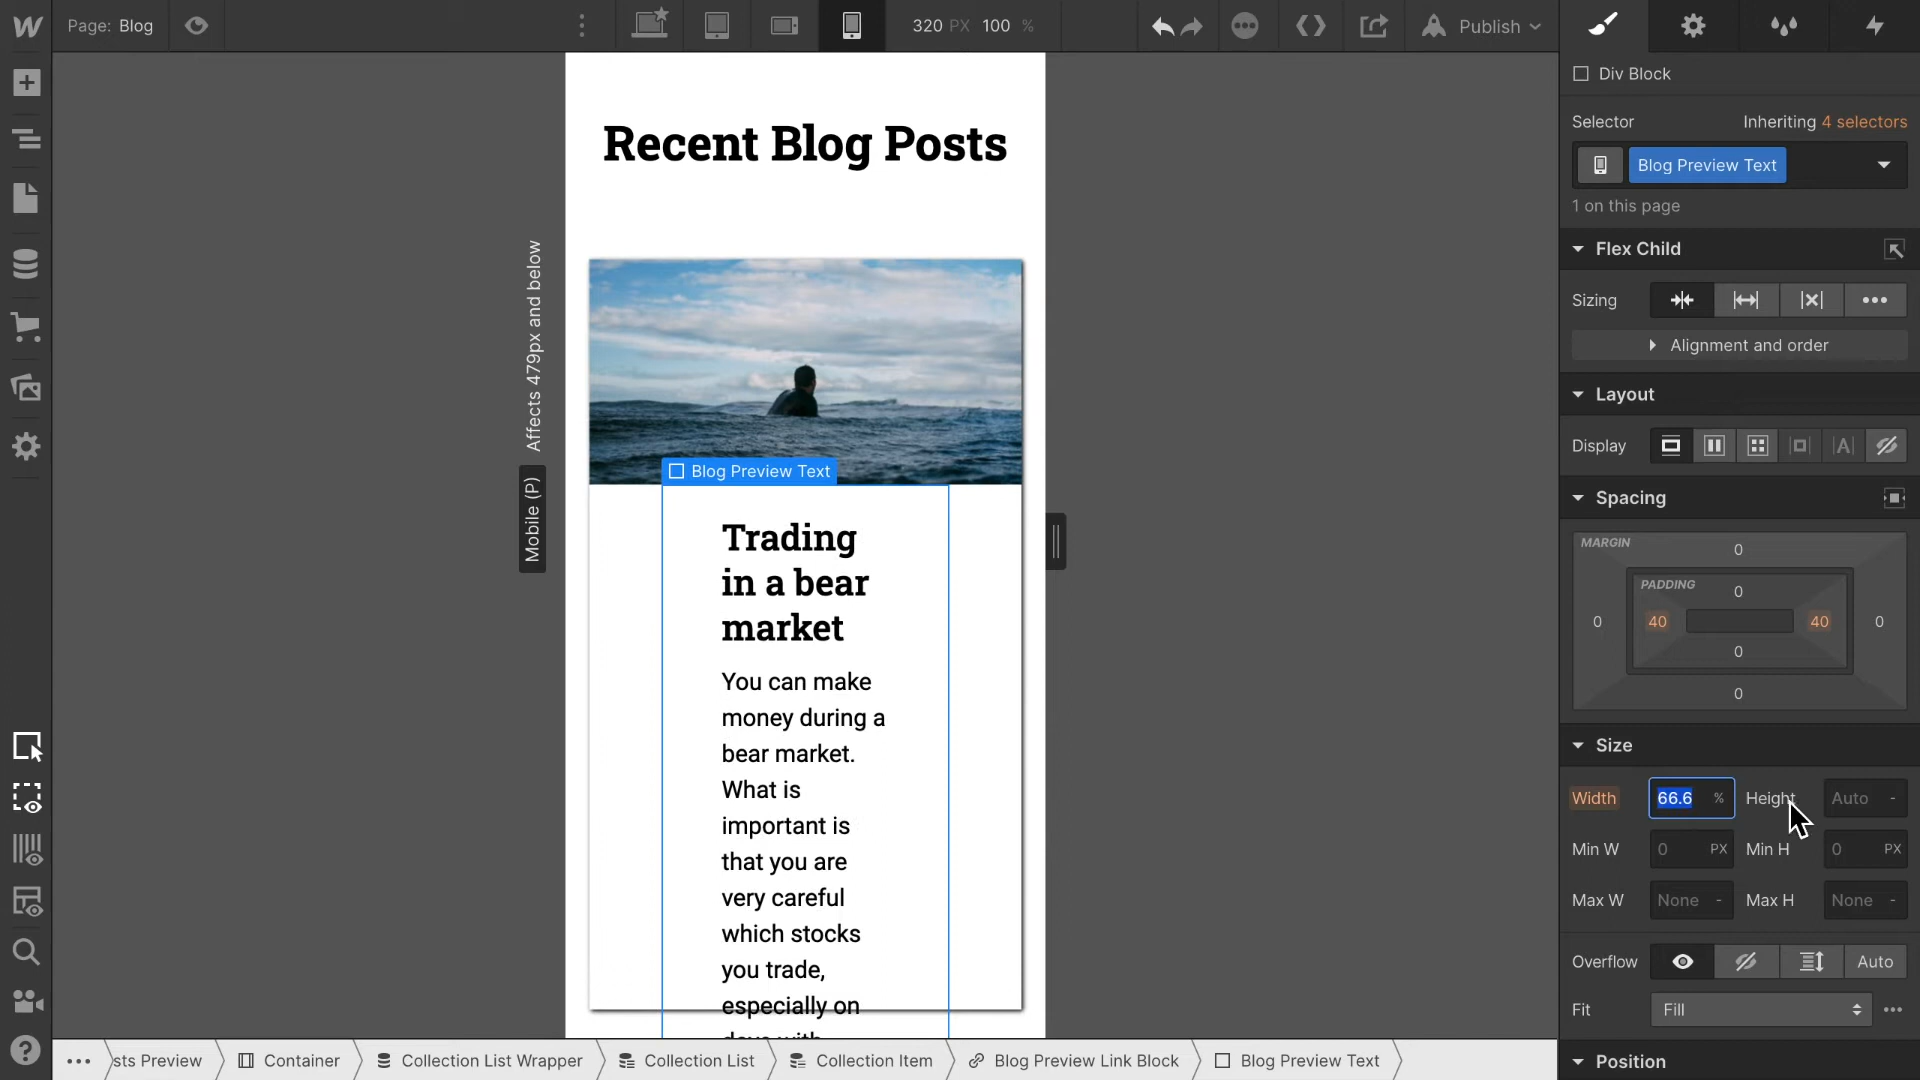 Page: Blog
320 PX 100 %
Publish
Recent Blog Posts
Affects 479px and below
Mobile (P)
Blog Preview Text
Trading
in a bear
market
You can make
money during a
bear market.
What is
important is
that you are
very careful
which stocks
you trade,
especially on
days with
sts Preview
Container
Collection List Wrapper
Collection List
Collection Item
Blog Preview Link Block
Blog Preview Text
Div Block
Selector
Inheriting 4 selectors
Blog Preview Text
1 on this page
Flex Child
Sizing
Alignment and order
Layout
Display
Spacing
MARGIN
0
PADDING
0
0 40 40 0
0
0
Size
Width 66.6 % Height Auto -
Min W 0 PX Min H 0 PX
Max W None - Max H None -
Overflow Auto
Fit Fill
Position